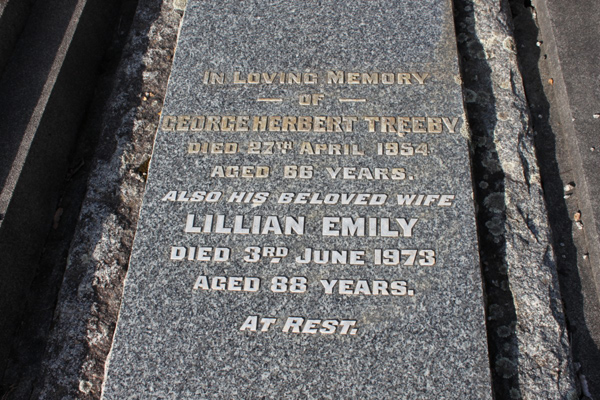 In Loving Memory
— of —
George Herbert Treeby
Died 27th April 1954.
Aged 66 years.
Also his beloved wife
Lillian Emily
Died 3rd June 1973
Aged 88 years.
At Rest.